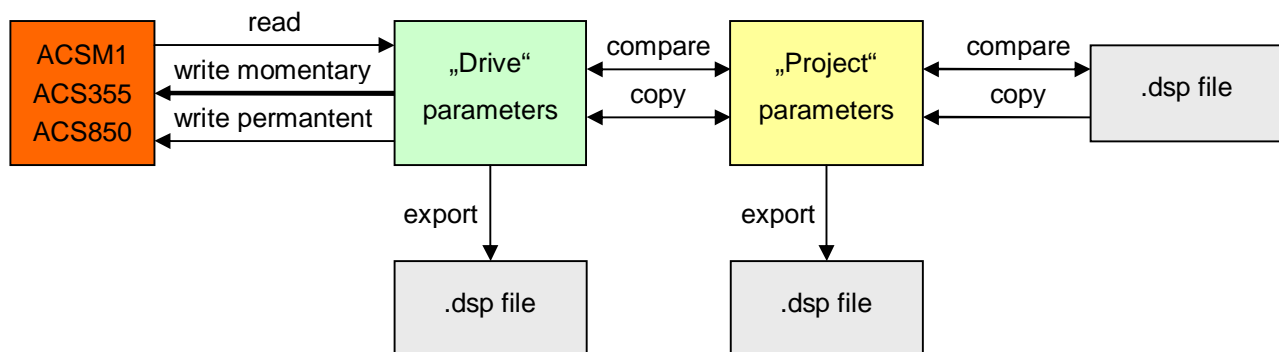 read
write momentary
write permantent
ACSM1
ACS355
ACS850
„Drive“
parameters
compare
copy
„Project“
parameters
compare
copy
.dsp file
export
export
.dsp file
.dsp file